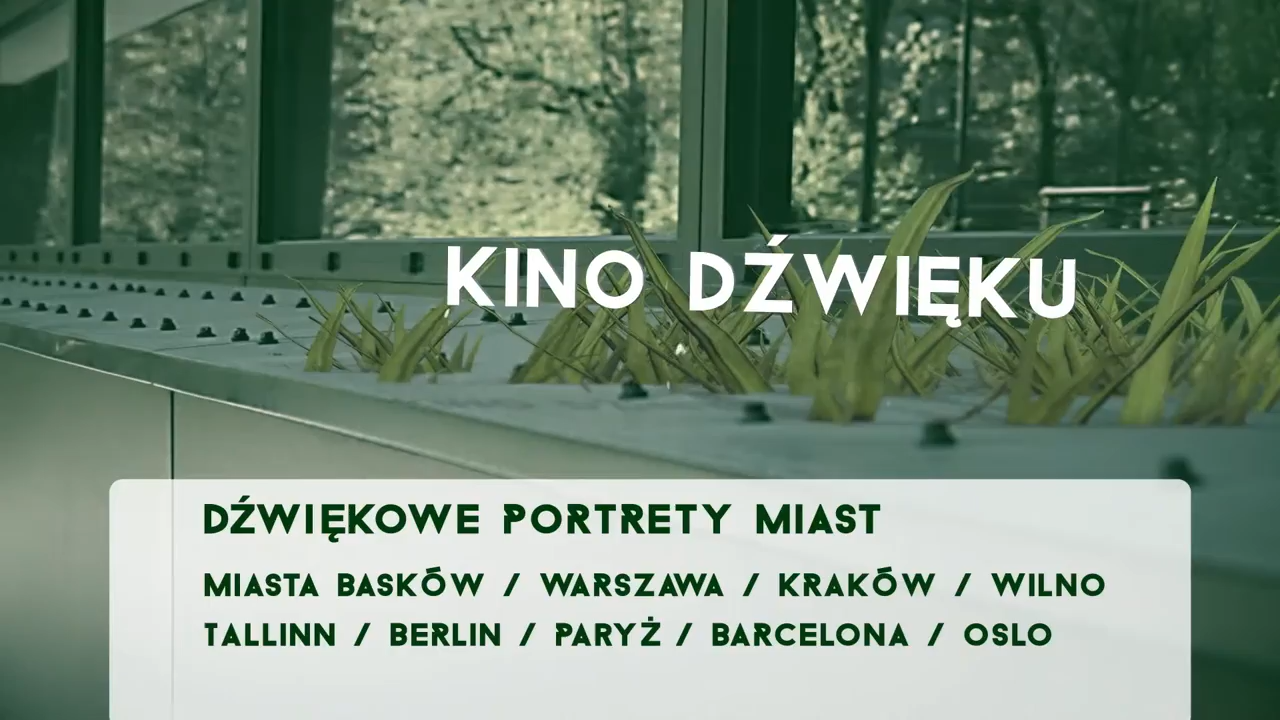 KINO DŹWIĘKU
DŹWIĘKOWE PORTRETY MIAST
MIASTA BASKÓW / WARSZAWA / KRAKÓW / WILNO
TALLINN / BERLIN / PARYŻ / BARCELONA / OSLO